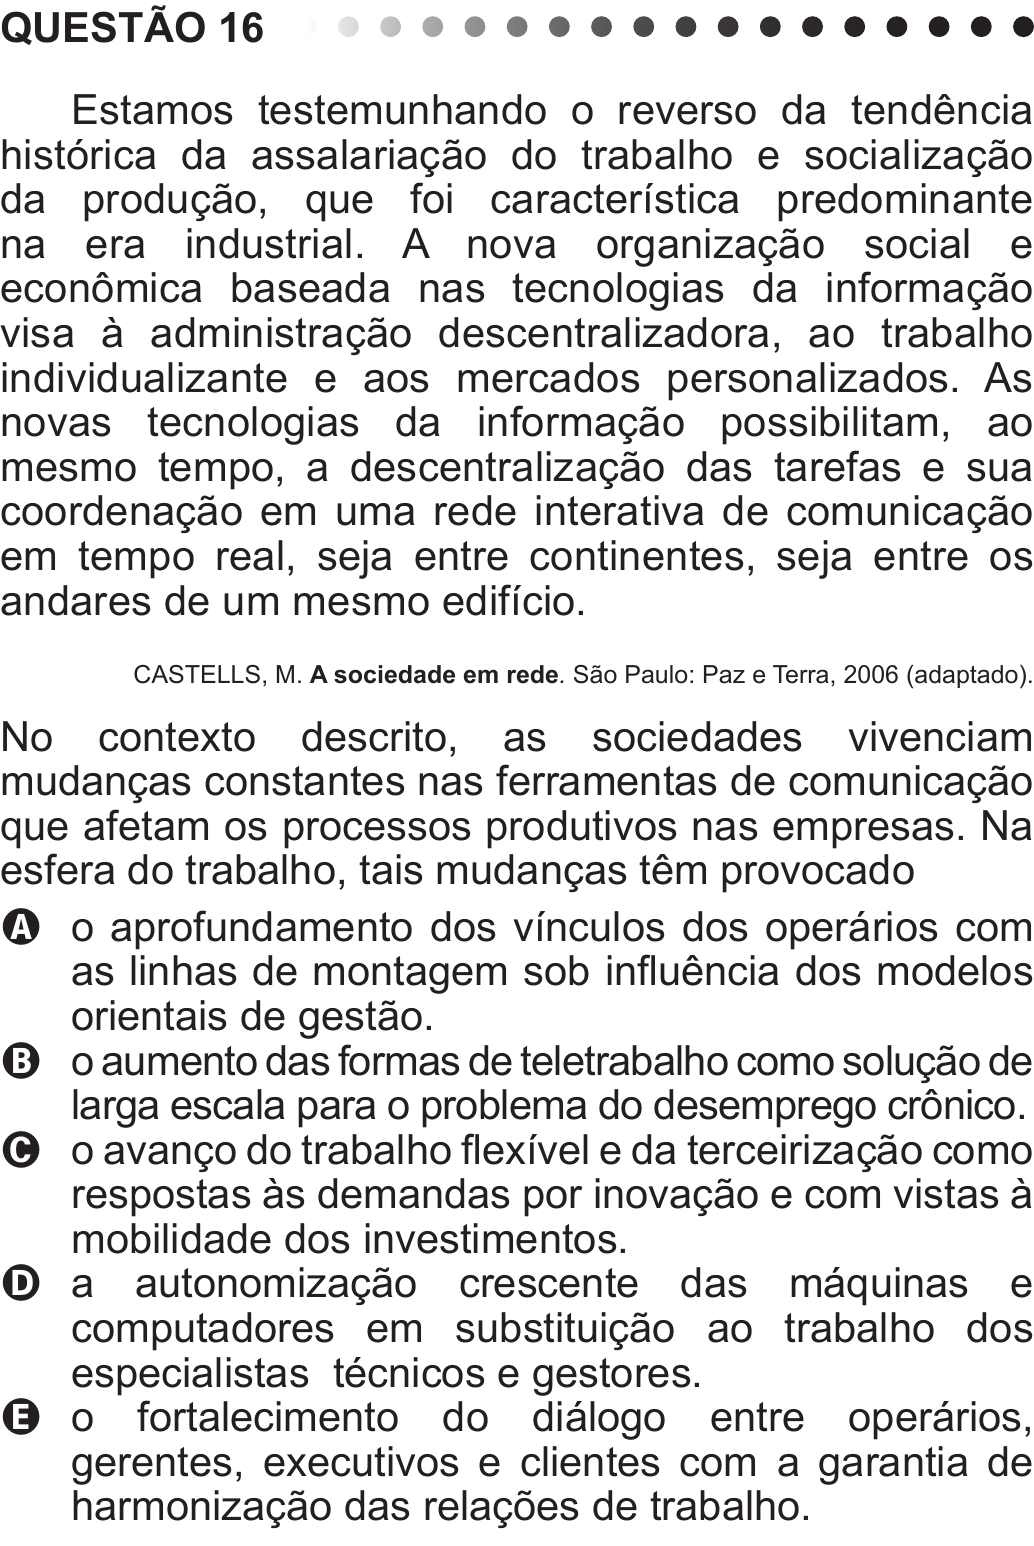 QUESTÃO 16
Estamos testemunhando o reverso da tendência
histórica da assalariação do trabalho e socialização
da produção, que foi característica predominante
na era industrial. A nova organização social e
econômica baseada nas tecnologias da informação
visa à administração descentralizadora, ao trabalho
individualizante e aos mercados personalizados. As
novas tecnologias da informação possibilitam, ao
mesmo tempo, a descentralização das tarefas e sua
coordenação em uma rede interativa de comunicação
em tempo real, seja entre continentes, seja entre os
andares de um mesmo edifício.
CASTELLS, M. A sociedade em rede. São Paulo: Paz e Terra, 2006 (adaptado).
No contexto descrito, as sociedades vivenciam
mudanças constantes nas ferramentas de comunicação
que afetam os processos produtivos nas empresas. Na
esfera do trabalho, tais mudanças têm provocado
A o aprofundamento dos vínculos dos operários com
as linhas de montagem sob influência dos modelos
orientais de gestão.
B o aumento das formas de teletrabalho como solução de
larga escala para o problema do desemprego crônico.
C o avanço do trabalho flexível e da terceirização como
respostas às demandas por inovação e com vistas à
mobilidade dos investimentos.
D a autonomização crescente das máquinas e
computadores em substituição ao trabalho dos
especialistas técnicos e gestores.
E o fortalecimento do diálogo entre operários,
gerentes, executivos e clientes com a garantia de
harmonização das relações de trabalho.